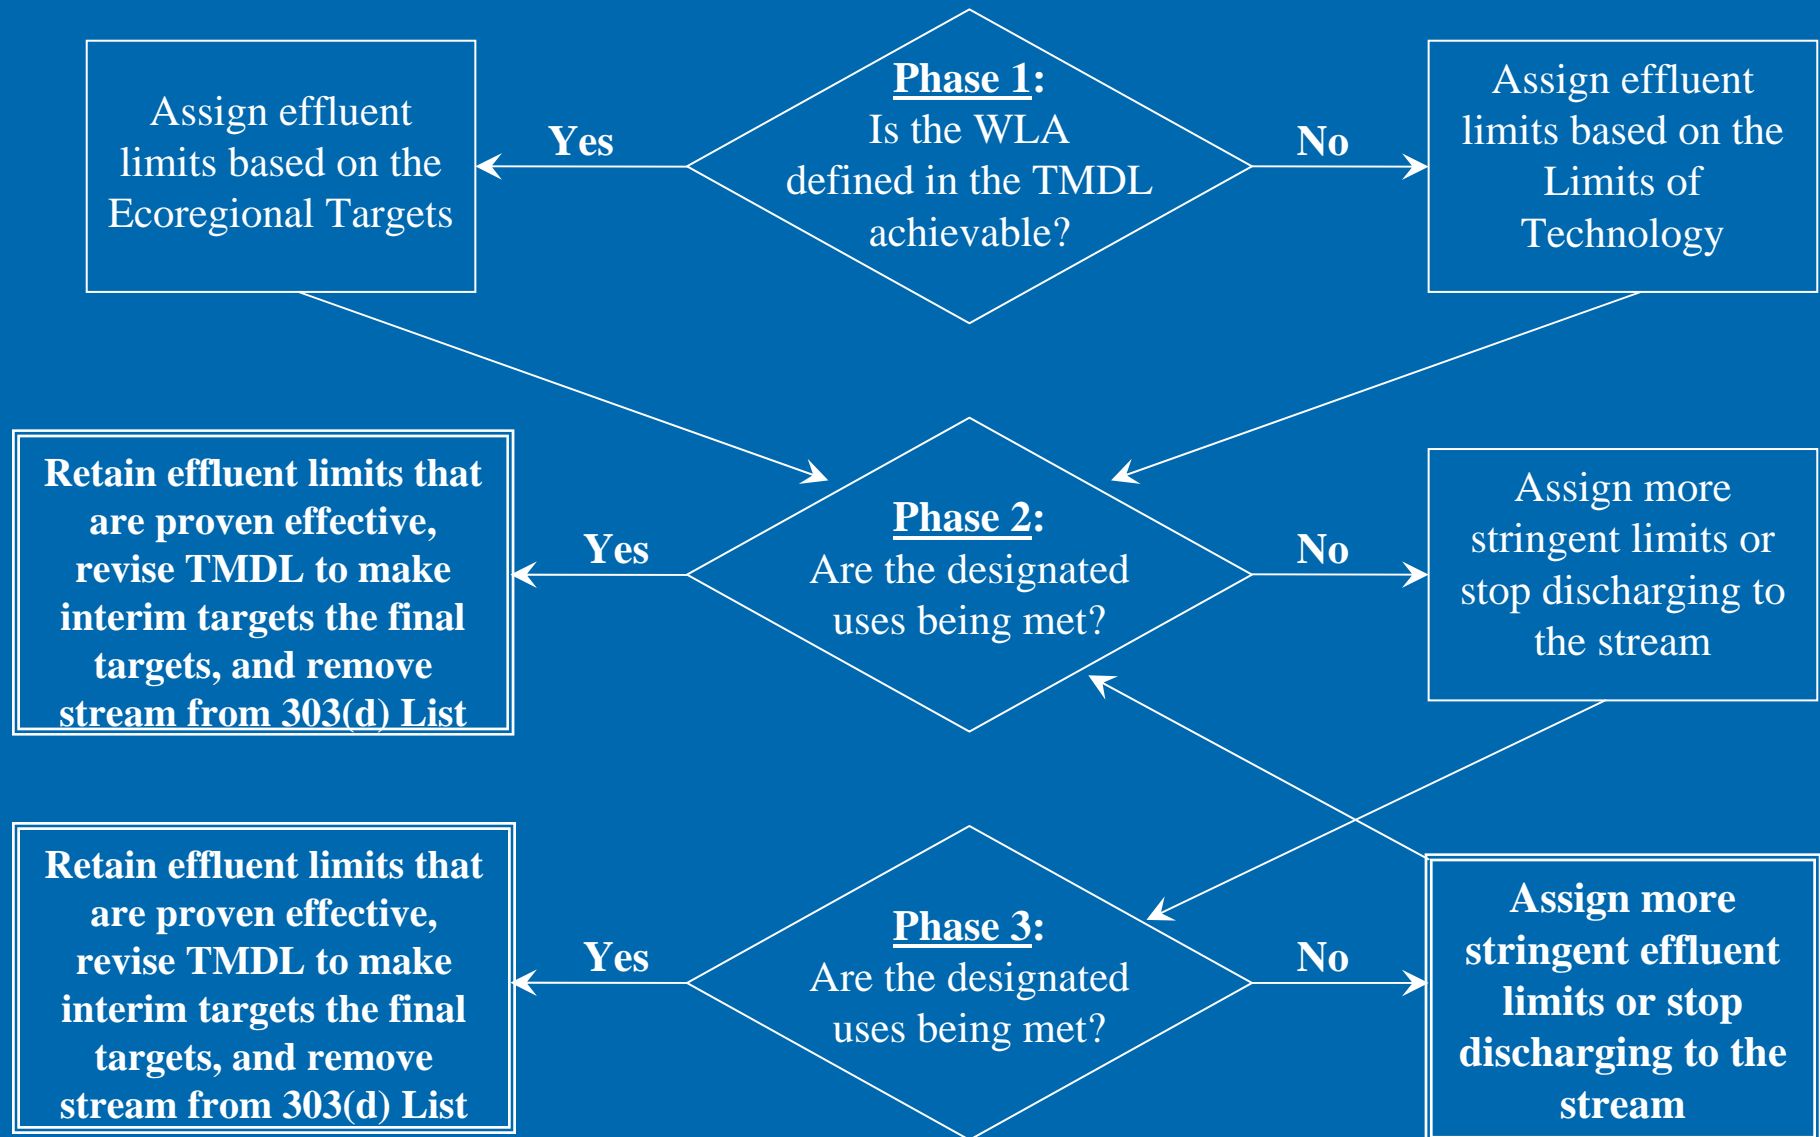 Assign effluent
limits based on the
Ecoregional Targets
Yes
Phase 1:
Is the WLA
defined in the TMDL
achievable?
No
Assign effluent
limits based on the
Limits of
Technology
Retain effluent limits that
are proven effective,
revise TMDL to make
interim targets the final
targets, and remove
stream from 303(d) List
Yes
Phase 2:
Are the designated
uses being met?
No
Assign more
stringent limits or
stop discharging to
the stream
Retain effluent limits that
are proven effective,
revise TMDL to make
interim targets the final
targets, and remove
stream from 303(d) List
Yes
Phase 3:
Are the designated
uses being met?
No
Assign more
stringent effluent
limits or stop
discharging to the
stream